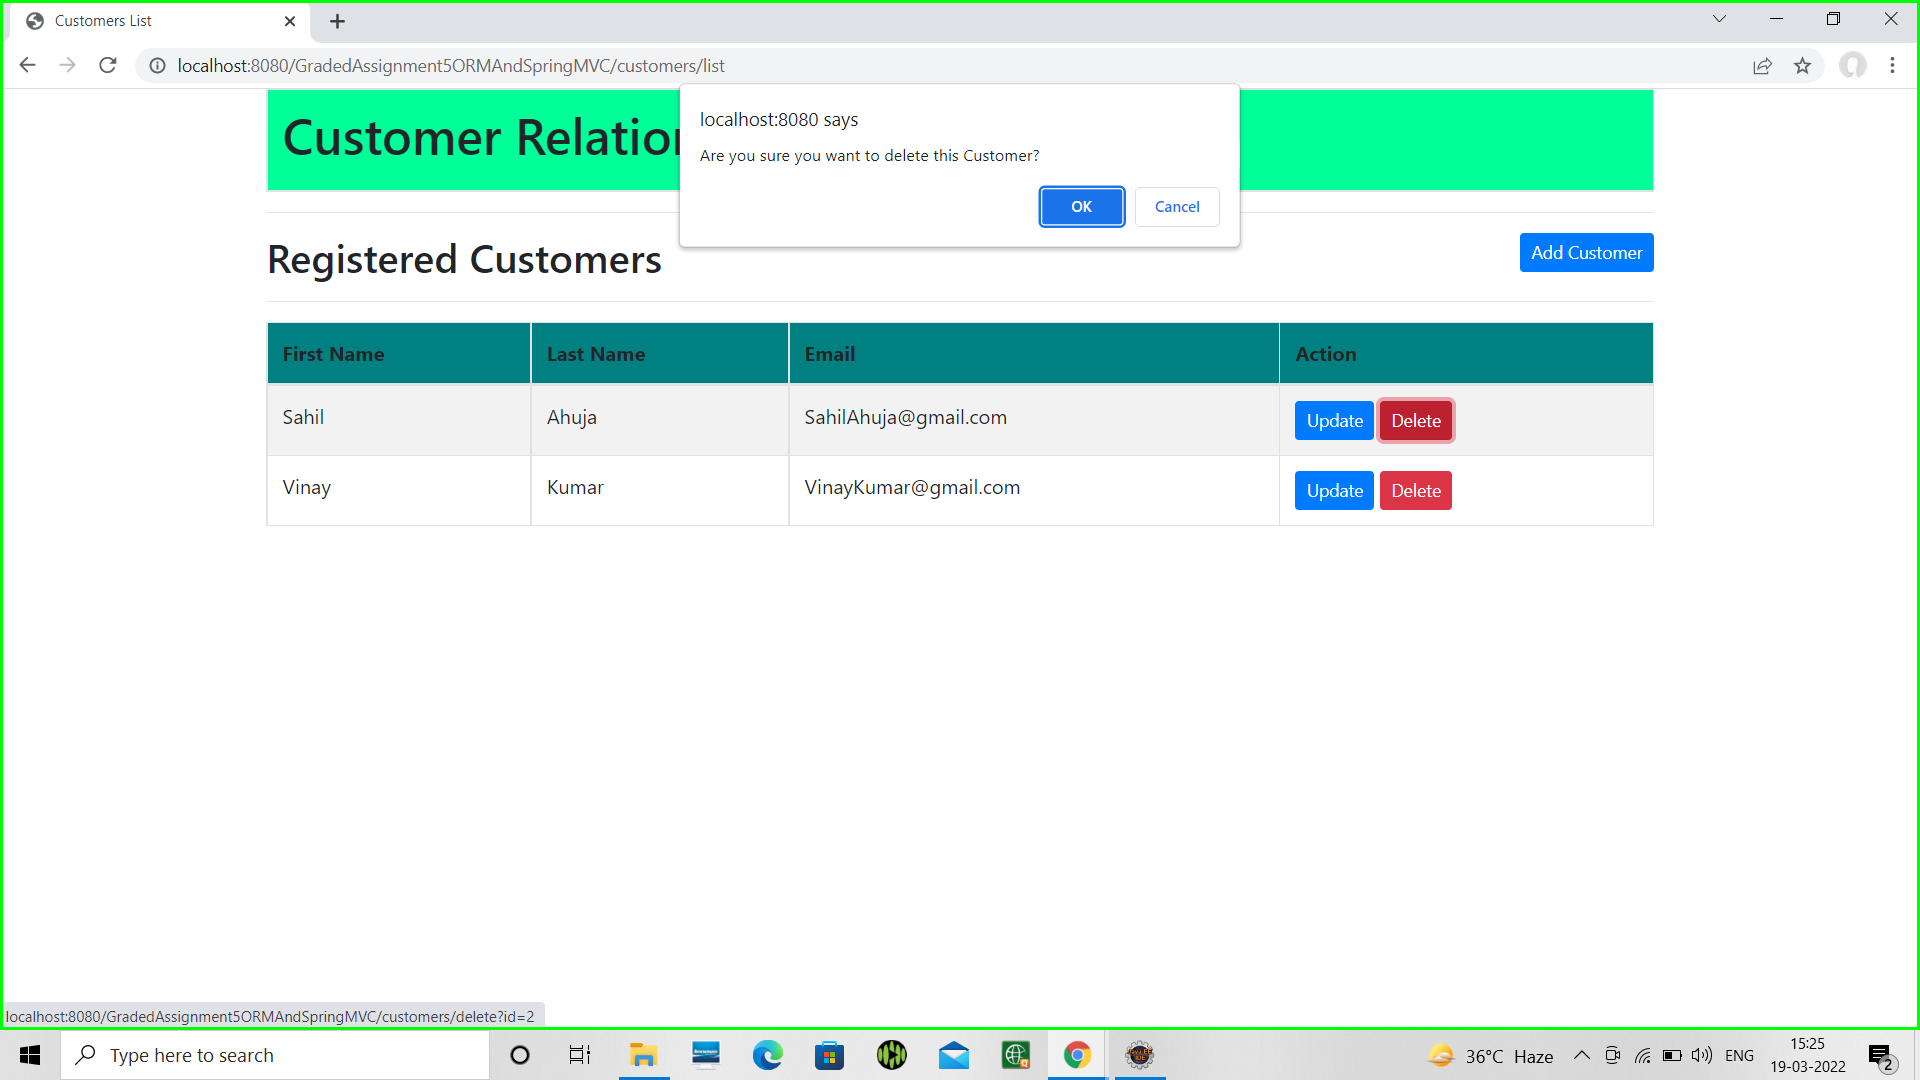 Customers List
localhost:8080/GradedAssignment5ORMAndSpringMVC/customers/list
localhost:8080 says
Are you sure you want to delete this Customer?
OK Cancel
Customer Relation
Registered Customers
Add Customer
First Name Last Name Email Action
Sahil Ahuja SahilAhuja@gmail.com Update Delete
Vinay Kumar VinayKumar@gmail.com Update Delete
localhost:8080/GradedAssignment5ORMAndSpringMVC/customers/delete?id=2
Type here to search
36°C Haze
ENG
15:25
19-03-2022
2